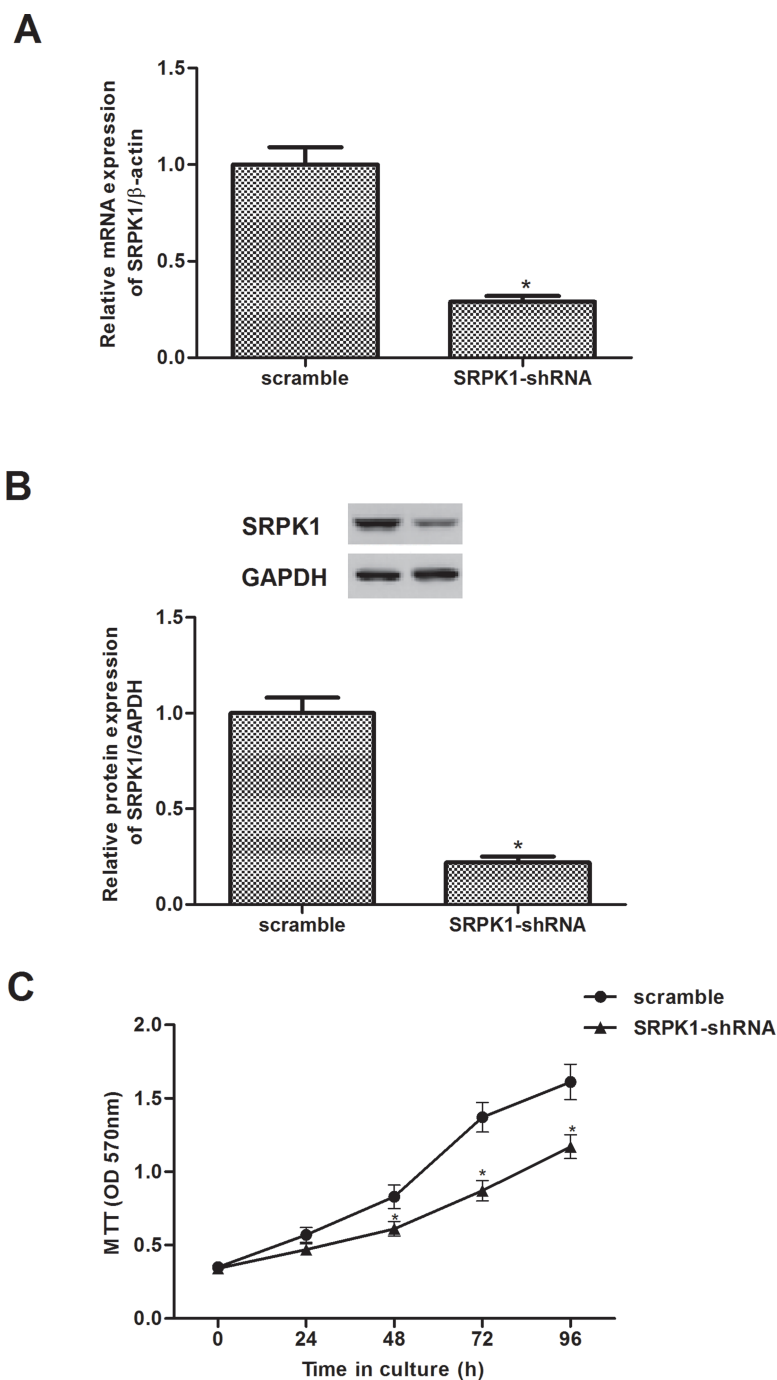 A
Relative mRNA expression
of SRPK1/β-actin
1.5
1.0
0.5
0.0
*
scramble
SRPK1-shRNA
B
SRPK1
GAPDH
Relative protein expression
of SRPK1/GAPDH
1.5
1.0
0.5
0.0
*
scramble
SRPK1-shRNA
C
scramble
SRPK1-shRNA
MTT (OD 570nm)
2.0
1.5
1.0
0.5
0.0
*
*
*
0 24 48 72 96
Time in culture (h)